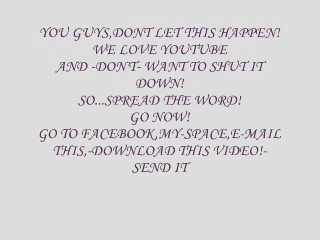 YOU GUYS,DONT LET THIS HAPPEN!
WE LOVE YOUTUBE
AND -DON'T- WANT TO SHUT IT
DOWN!
SO...SPREAD THE WORD!
GO NOW!
GO TO FACEBOOK,MY-SPACE,E-MAIL
THIS,-DOWNLOAD THIS VIDEO!-
SEND IT